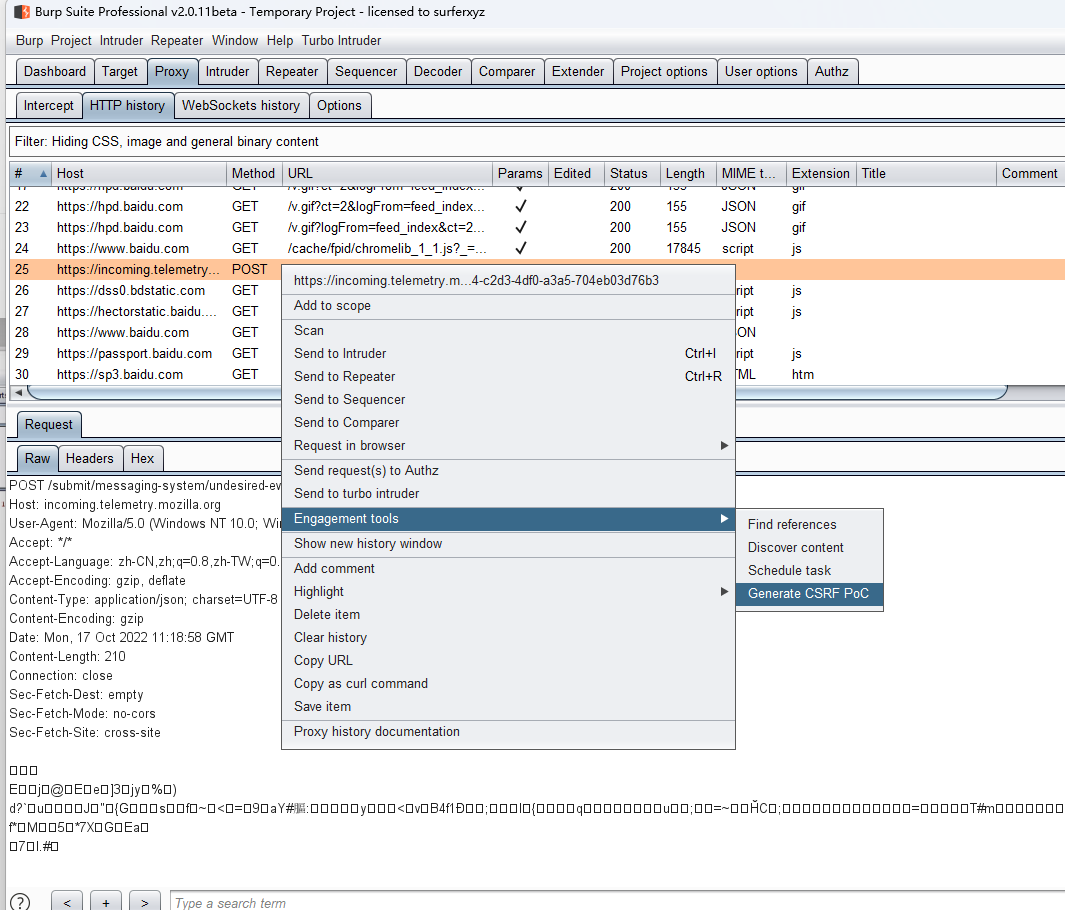 Burp Suite Professional v2.0.11beta - Temporary Project - licensed to surferxyz
Burp Project Intruder Repeater Window Help Turbo Intruder
Dashboard Target Proxy Intruder Repeater Sequencer Decoder Comparer Extender Project options User options Authz
Intercept HTTP history WebSockets history Options
Filter: Hiding CSS, image and general binary content
# Host Method URL Params Edited Status Length MIME t... Extension Title Comment
22 https://hpd.baidu.com GET /v.gif?ct=2&logFrom=feed_index... ✓ 200 155 JSON gif
23 https://hpd.baidu.com GET /v.gif?logFrom=feed_index&ct=2... ✓ 200 155 JSON gif
24 https://www.baidu.com GET /cache/fpid/chromelib_1_1.js?_=... ✓ 200 17845 script js
25 https://incoming.telemetry... POST
26 https://dss0.bdstatic.com GET ript js
27 https://hectorstatic.baidu.... GET ript js
28 https://www.baidu.com GET ON
29 https://passport.baidu.com GET ript js
30 https://sp3.baidu.com GET TML htm
https://incoming.telemetry.m...4-c2d3-4df0-a3a5-704eb03d76b3
Add to scope
Scan
Send to Intruder Ctrl+I
Send to Repeater Ctrl+R
Send to Sequencer
Send to Comparer
Request in browser
Send request(s) to Authz
Send to turbo intruder
Engagement tools
Show new history window
Add comment
Highlight
Delete item
Clear history
Copy URL
Copy as curl command
Save item
Proxy history documentation
Find references
Discover content
Schedule task
Generate CSRF PoC
Request
Raw Headers Hex
POST /submit/messaging-system/undesired-ev
Host: incoming.telemetry.mozilla.org
User-Agent: Mozilla/5.0 (Windows NT 10.0; Wi
Accept: */*
Accept-Language: zh-CN,zh;q=0.8,zh-TW;q=0.
Accept-Encoding: gzip, deflate
Content-Type: application/json; charset=UTF-8
Content-Encoding: gzip
Date: Mon, 17 Oct 2022 11:18:58 GMT
Content-Length: 210
Connection: close
Sec-Fetch-Dest: empty
Sec-Fetch-Mode: no-cors
Sec-Fetch-Site: cross-site
? < + > Type a search term